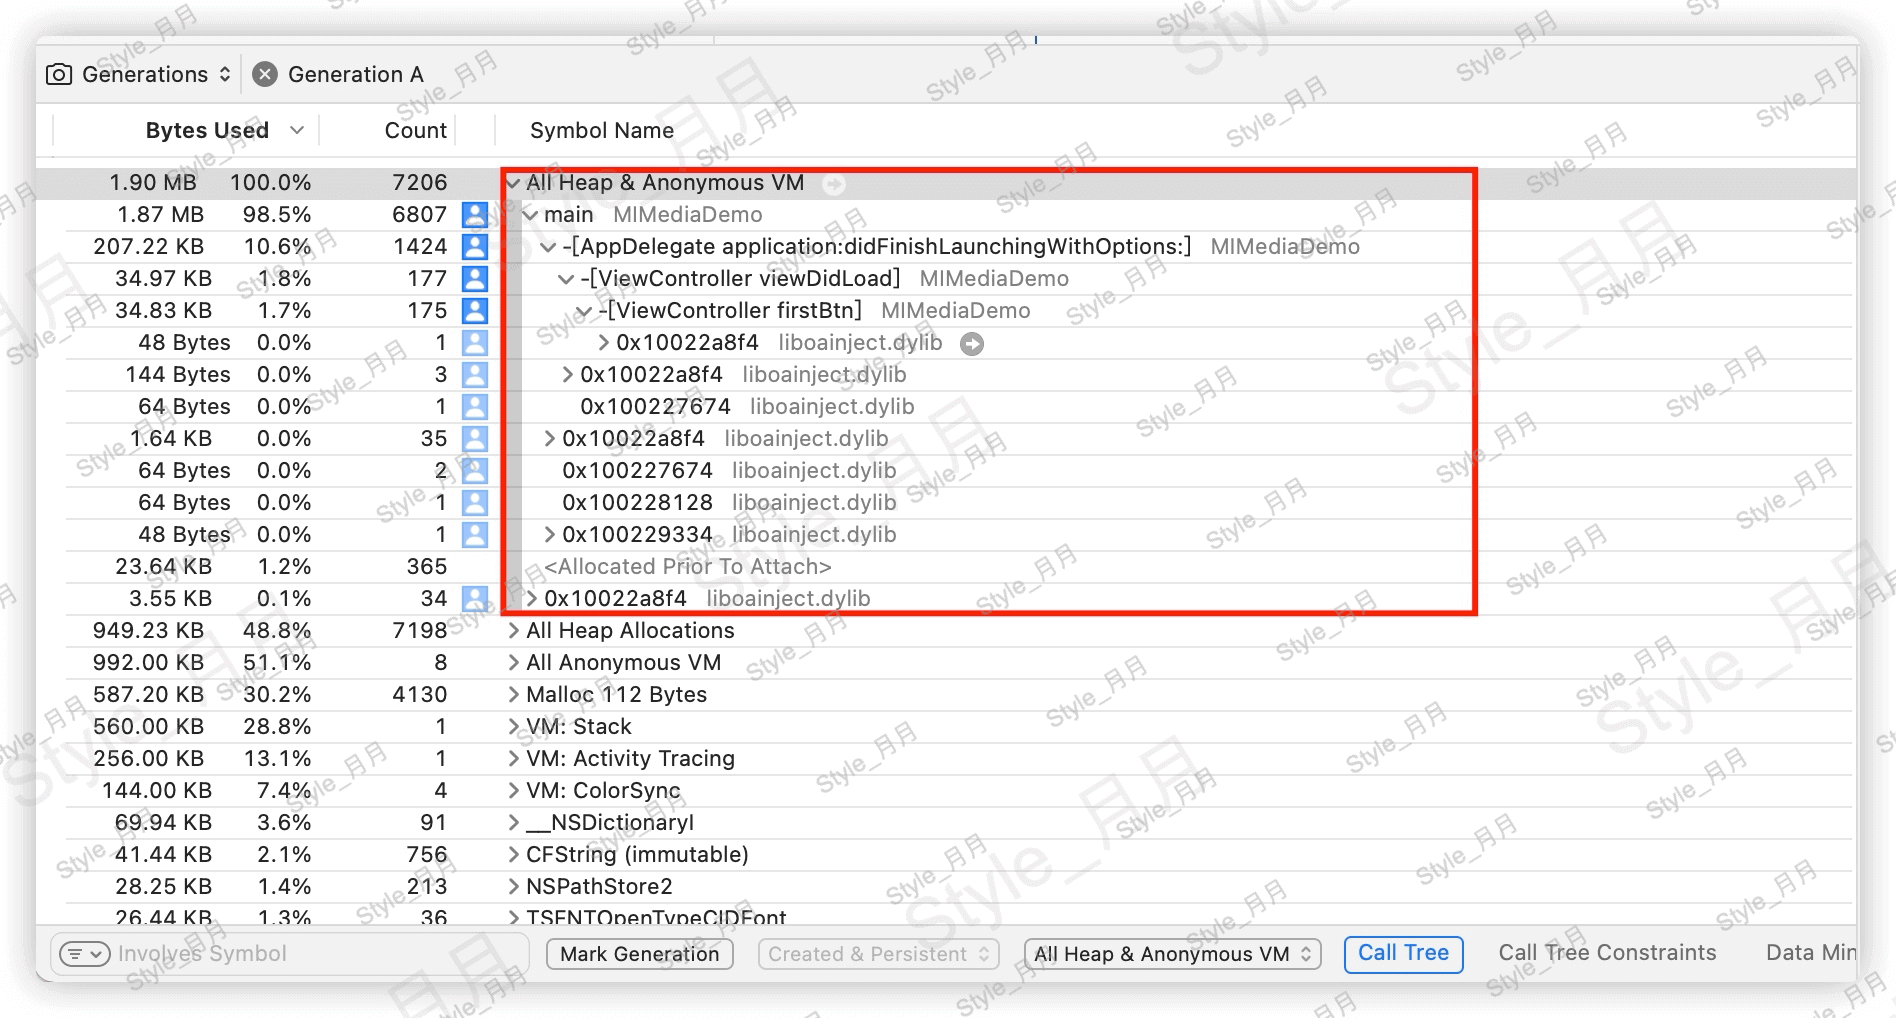 Generations Generation A
Bytes Used Count Symbol Name
1.90 MB 100.0% 7206 All Heap & Anonymous VM
1.87 MB 98.5% 6807 main MIMediaDemo
207.22 KB 10.6% 1424 -[AppDelegate application:didFinishLaunchingWithOptions:] MIMediaDemo
34.97 KB 1.8% 177 -[ViewController viewDidLoad] MIMediaDemo
34.83 KB 1.7% 175 -[ViewController firstBtn] MIMediaDemo
48 Bytes 0.0% 1 0x10022a8f4 liboainject.dylib
144 Bytes 0.0% 3 0x10022a8f4 liboainject.dylib
64 Bytes 0.0% 1 0x100227674 liboainject.dylib
1.64 KB 0.0% 35 0x10022a8f4 liboainject.dylib
64 Bytes 0.0% 2 0x100227674 liboainject.dylib
64 Bytes 0.0% 1 0x100228128 liboainject.dylib
48 Bytes 0.0% 1 0x100229334 liboainject.dylib
23.64 KB 1.2% 365 <Allocated Prior To Attach>
3.55 KB 0.1% 34 0x10022a8f4 liboainject.dylib
949.23 KB 48.8% 7198 All Heap Allocations
992.00 KB 51.1% 8 All Anonymous VM
587.20 KB 30.2% 4130 Malloc 112 Bytes
560.00 KB 28.8% 1 VM: Stack
256.00 KB 13.1% 1 VM: Activity Tracing
144.00 KB 7.4% 4 VM: ColorSync
69.94 KB 3.6% 91 __NSDictionaryI
41.44 KB 2.1% 756 CFString (immutable)
28.25 KB 1.4% 213 NSPathStore2
26.44 KB 1.3% 36 TSFNTOpenTypeCIDFont
Involves Symbol Mark Generation Created & Persistent All Heap & Anonymous VM Call Tree Call Tree Constraints Data Min
Style_月月